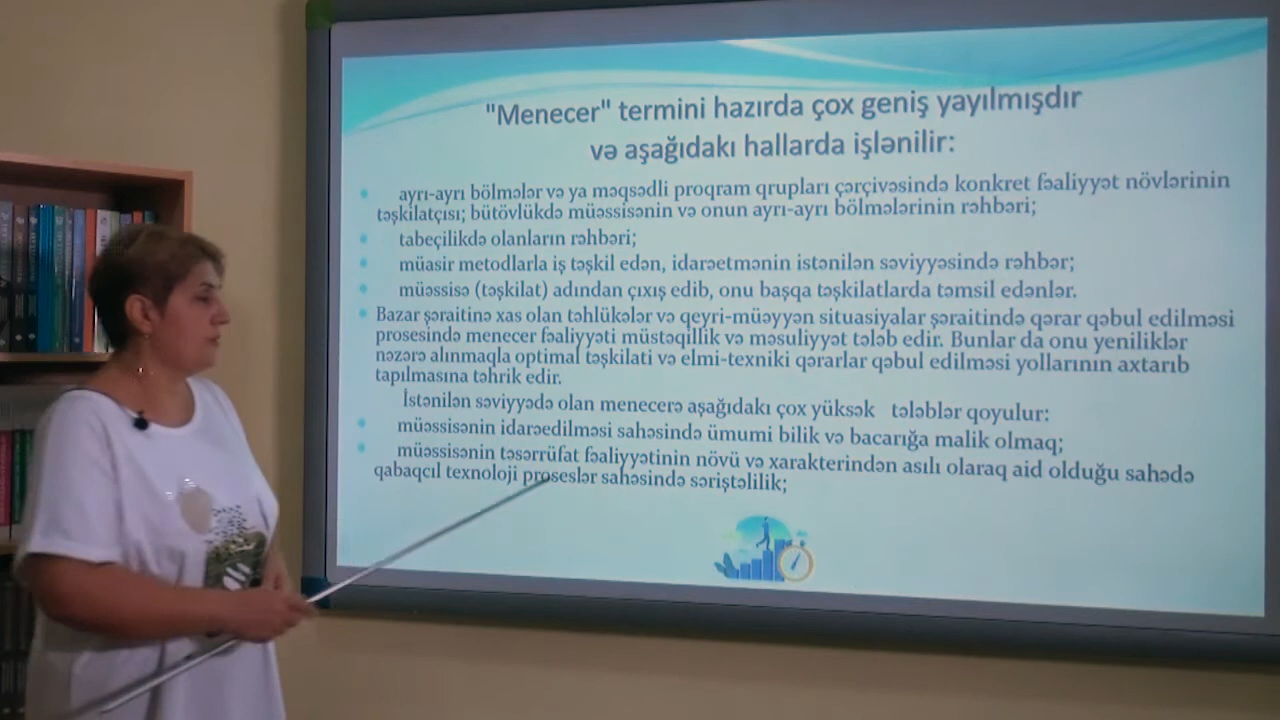 "Menecer" termini hazırda çox geniş yayılmışdır
və aşağıdakı hallarda işlənilir:
• ayrı-ayrı bölmələr və ya məqsədli proqram qrupları çərçivəsində konkret fəaliyyət növlərinin
təşkilatçısı; bütövlükdə müəssisənin və onun ayrı-ayrı bölmələrinin rəhbəri;
• tabeçilikdə olanların rəhbəri;
• müasir metodlarla iş təşkil edən, idarəetmənin istənilən səviyyəsində rəhbər;
• müəssisə (təşkilat) adından çıxış edib, onu başqa təşkilatlarda təmsil edənlər.
• Bazar şəraitinə xas olan təhlükələr və qeyri-müəyyən situasiyalar şəraitində qərar qəbul edilməsi
prosesində menecer fəaliyyəti müstəqillik və məsuliyyət tələb edir. Bunlar da onu yeniliklər
nəzərə alınmaqla optimal təşkilati və elmi-texniki qərarlar qəbul edilməsi yollarının axtarıb
tapılmasına təhrik edir.
İstənilən səviyyədə olan menecerə aşağıdakı çox yüksək tələblər qoyulur:
• müəssisənin idarəedilməsi sahəsində ümumi bilik və bacarığa malik olmaq;
• müəssisənin təsərrüfat fəaliyyətinin növü və xarakterindən asılı olaraq aid olduğu sahədə
qabaqcıl texnoloji proseslər sahəsində səriştəlilik;